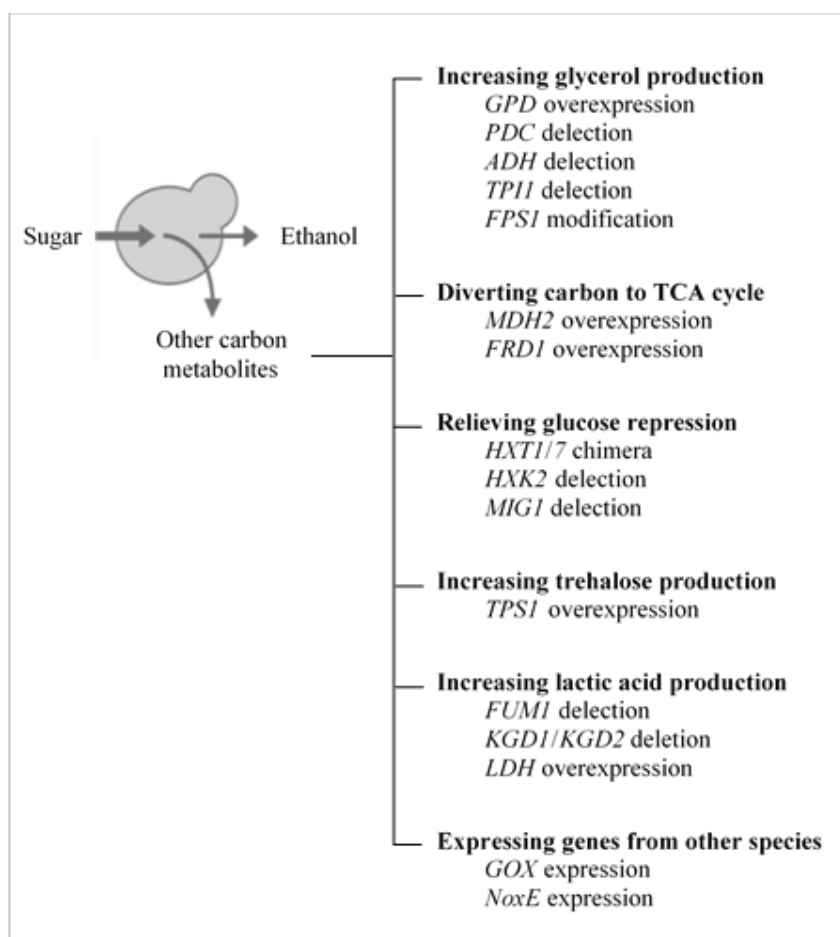 Sugar
Ethanol
Other carbon
metabolites
Increasing glycerol production
GPD overexpression
PDC delection
ADH delection
TPI1 delection
FPS1 modification
Diverting carbon to TCA cycle
MDH2 overexpression
FRD1 overexpression
Relieving glucose repression
HXT1/7 chimera
HXK2 delection
MIG1 delection
Increasing trehalose production
TPS1 overexpression
Increasing lactic acid production
FUM1 delection
KGD1/KGD2 deletion
LDH overexpression
Expressing genes from other species
GOX expression
NoxE expression